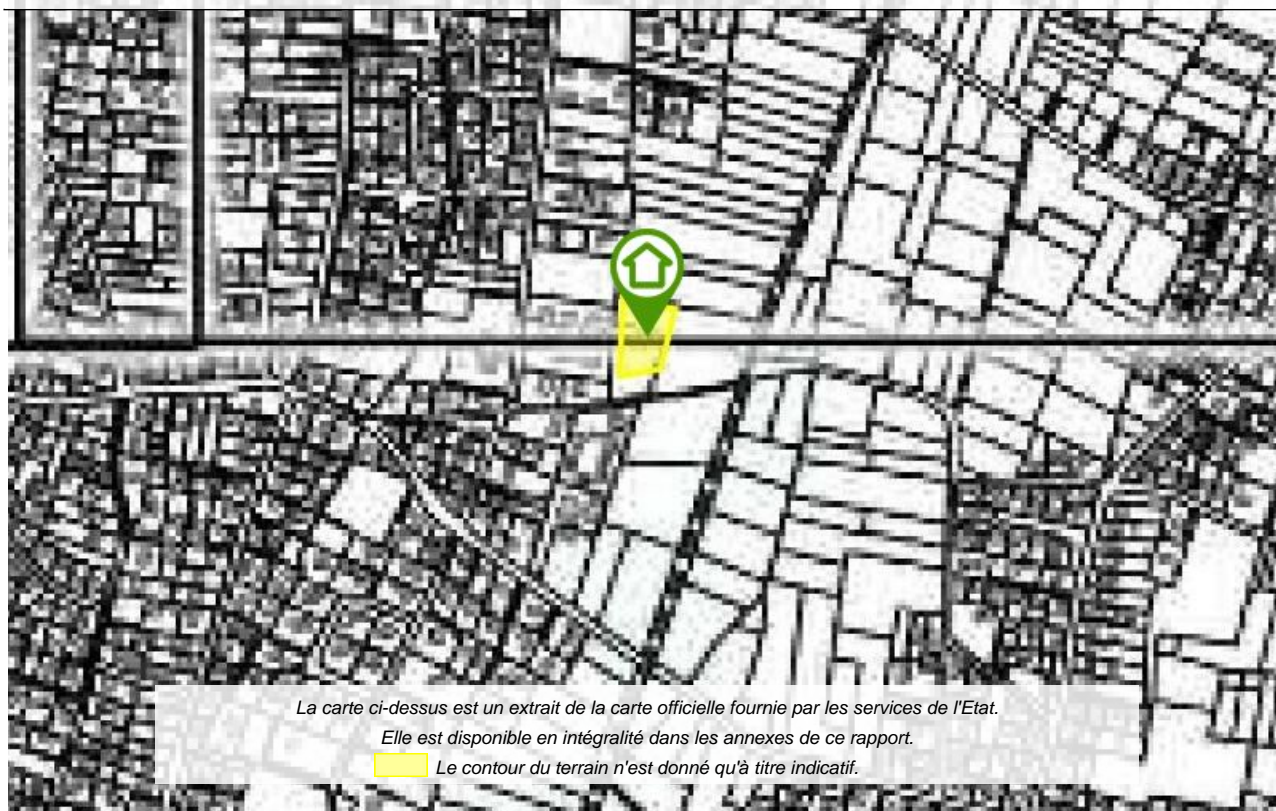 La carte ci-dessus est un extrait de la carte officielle fournie par les services de l'Etat.
Elle est disponible en intégralité dans les annexes de ce rapport.
Le contour du terrain n'est donné qu'à titre indicatif.